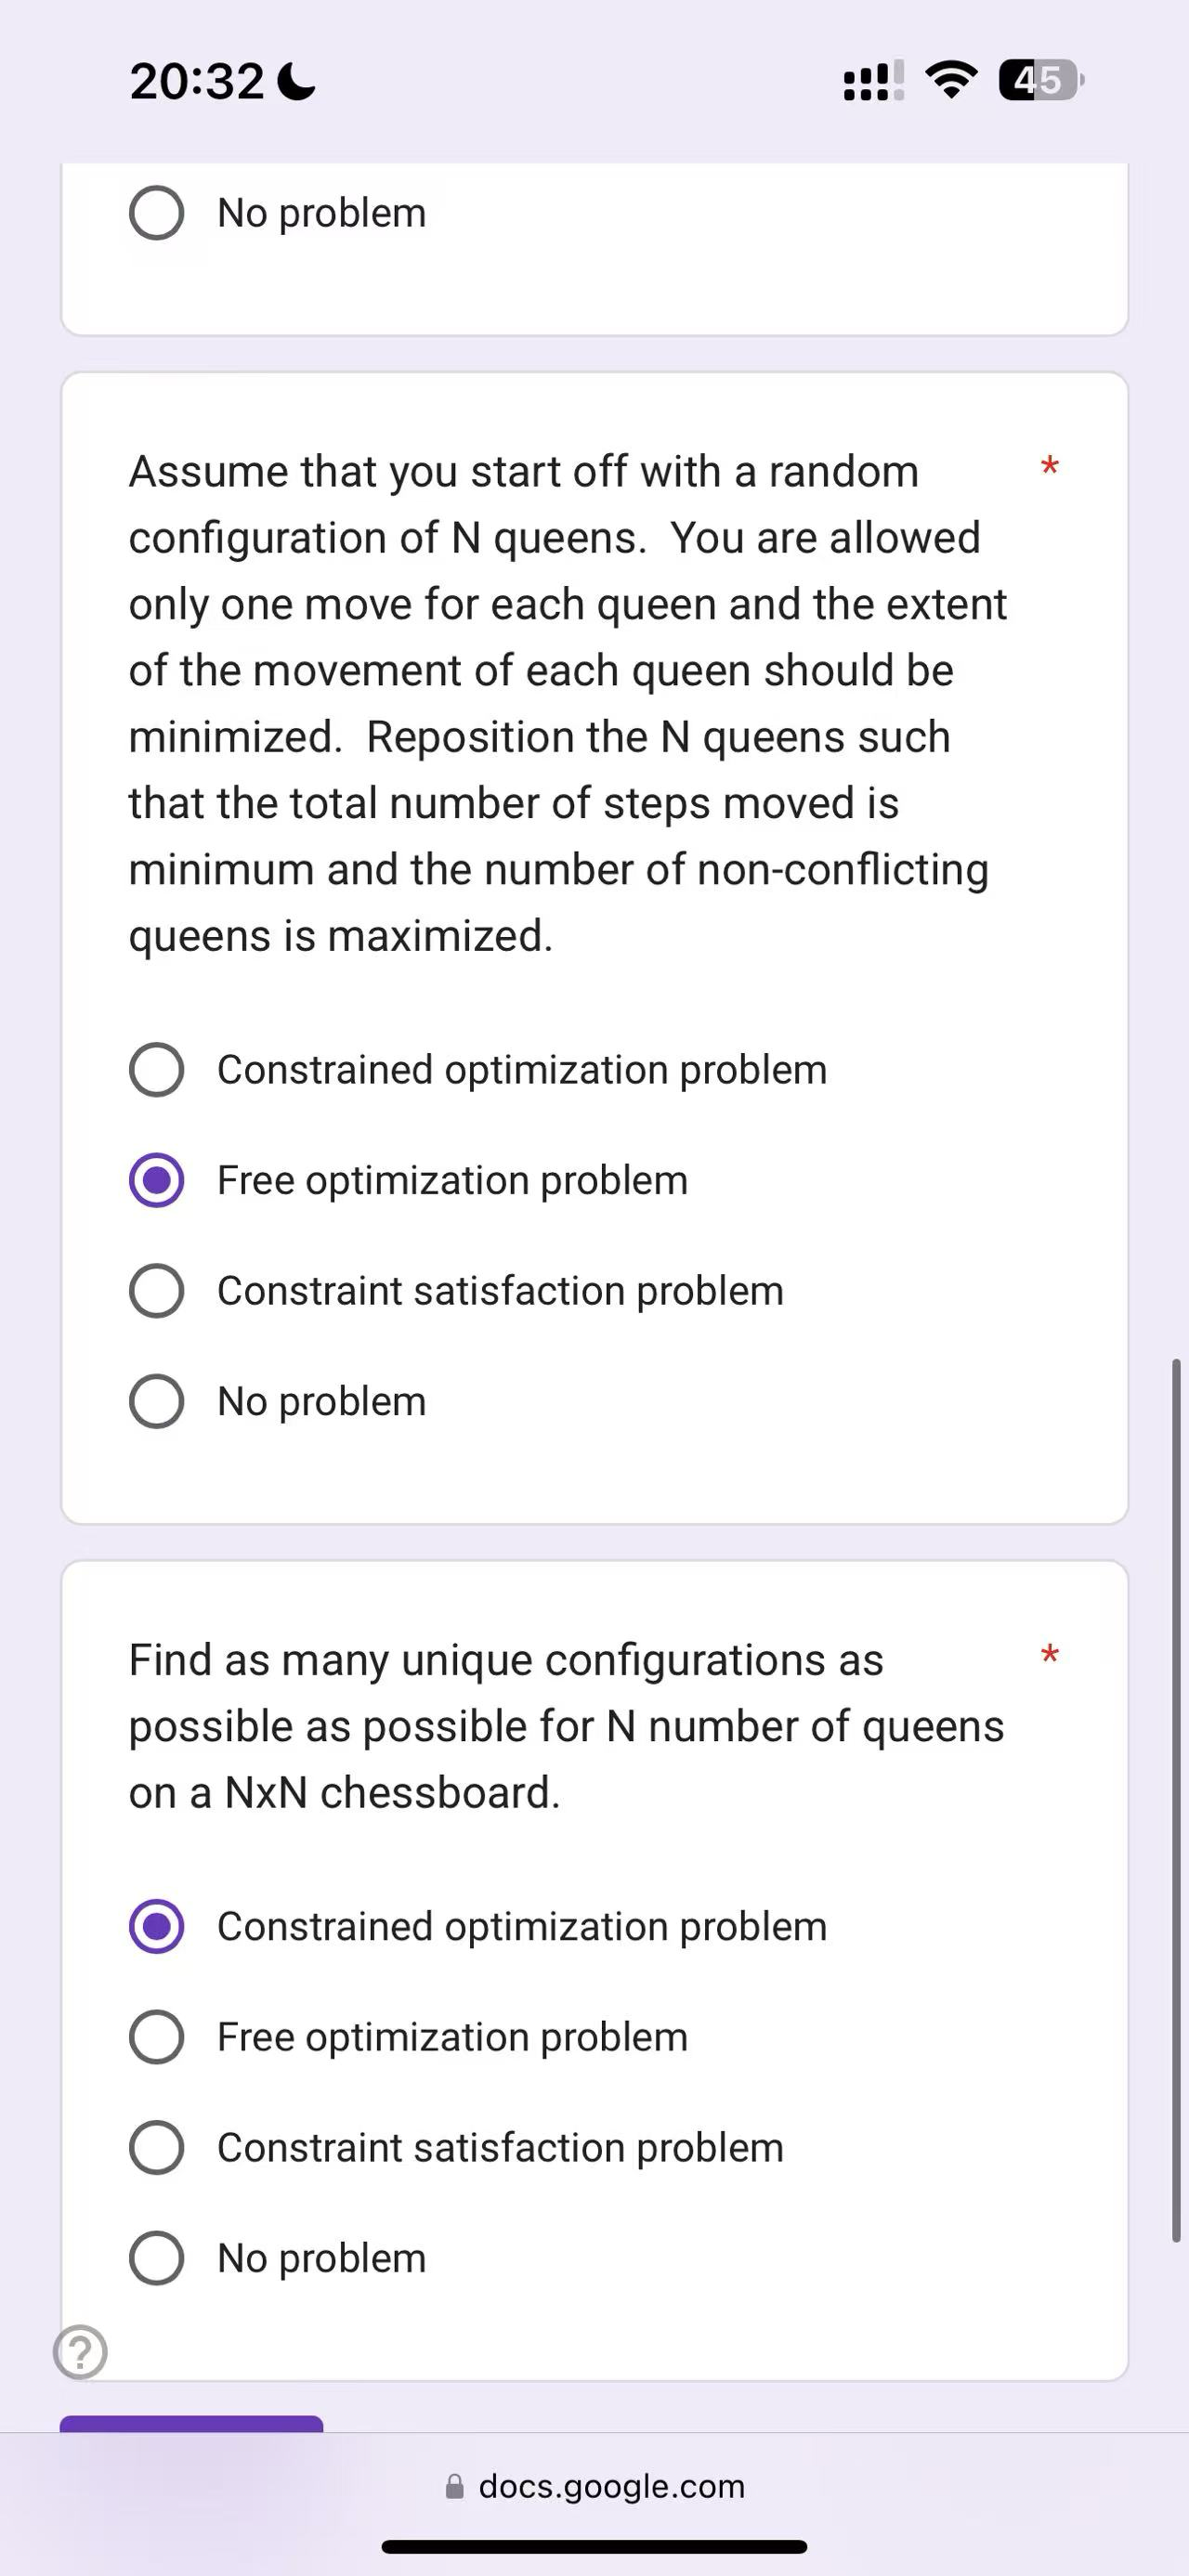 20:32
45
No problem
Assume that you start off with a random *
configuration of N queens.  You are allowed
only one move for each queen and the extent
of the movement of each queen should be
minimized.  Reposition the N queens such
that the total number of steps moved is
minimum and the number of non-conflicting
queens is maximized.
Constrained optimization problem
Free optimization problem
Constraint satisfaction problem
No problem
Find as many unique configurations as *
possible as possible for N number of queens
on a NxN chessboard.
Constrained optimization problem
Free optimization problem
Constraint satisfaction problem
No problem
?
docs.google.com